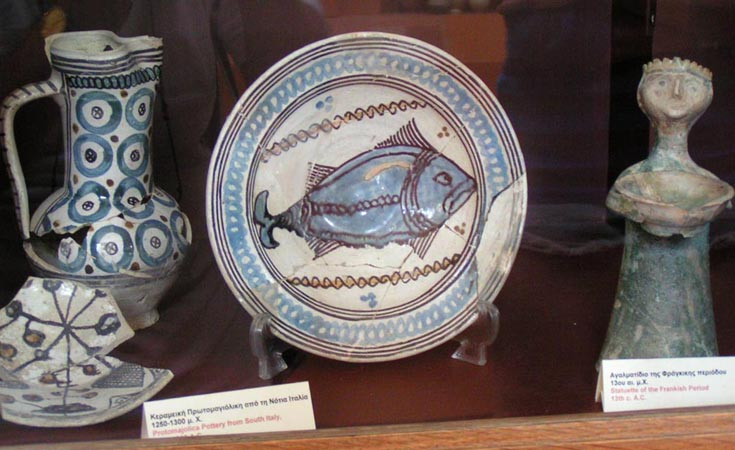 Κεραμεική Πρωτομαγιόλικη από τη Νότια Ιταλία
1250-1300 μ. Χ.
Protomajolica Pottery from South Italy,
A.C.
Αγαλματίδιο της Φράγκικης περιόδου
13ου αι. μ.Χ.
Statuette of the Frankish Period
13th c. A.C.